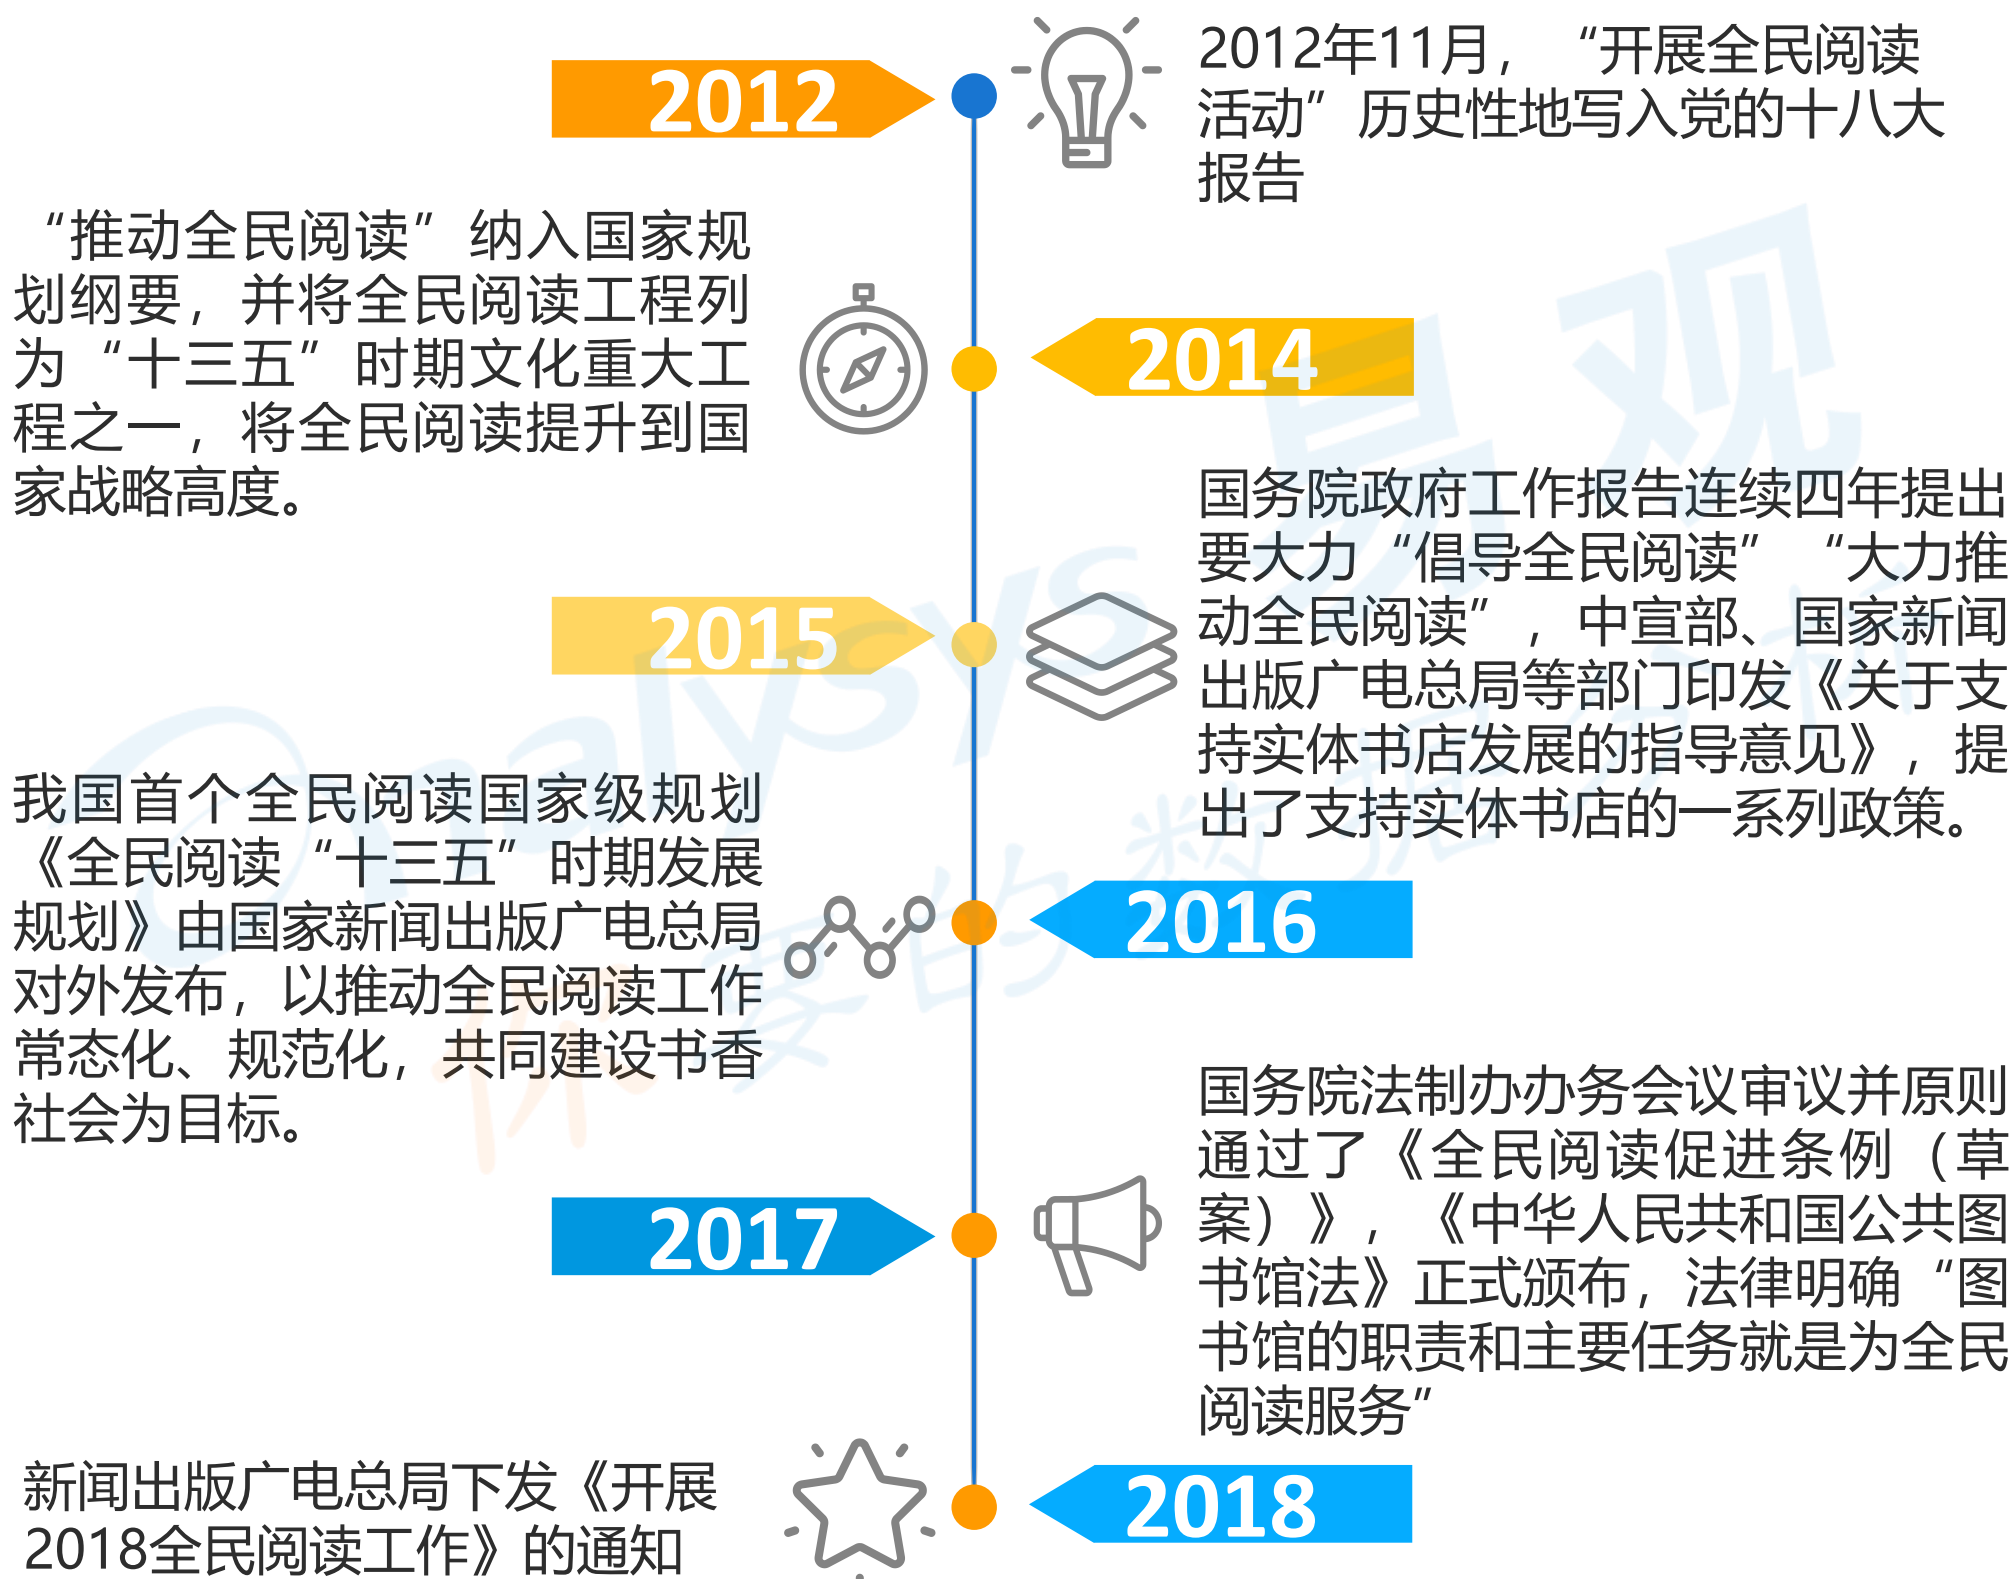 2012
2012年11月，“开展全民阅读
活动”历史性地写入党的十八大
报告
“推动全民阅读”纳入国家规
划纲要，并将全民阅读工程列
为“十三五”时期文化重大工
程之一，将全民阅读提升到国
家战略高度。
2014
2015
国务院政府工作报告连续四年提出
要大力“倡导全民阅读”“大力推
动全民阅读”，中宣部、国家新闻
出版广电总局等部门印发《关于支
持实体书店发展的指导意见》，提
出了支持实体书店的一系列政策。
我国首个全民阅读国家级规划
《全民阅读“十三五”时期发展
规划》由国家新闻出版广电总局
对外发布，以推动全民阅读工作
常态化、规范化，共同建设书香
社会为目标。
2016
2017
国务院法制办办务会议审议并原则
通过了《全民阅读促进条例（草
案）》，《中华人民共和国公共图
书馆法》正式颁布，法律明确“图
书馆的职责和主要任务就是为全民
阅读服务”
新闻出版广电总局下发《开展
2018全民阅读工作》的通知
2018
analysys 易观
你要的数据分析